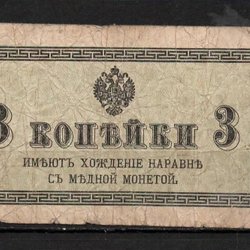 3 КОПѢЙКИ 3
ИМѢЮТЪ ХОЖДЕНІЕ НАРАВНѢ
СЪ МѢДНОЙ МОНЕТОЙ.